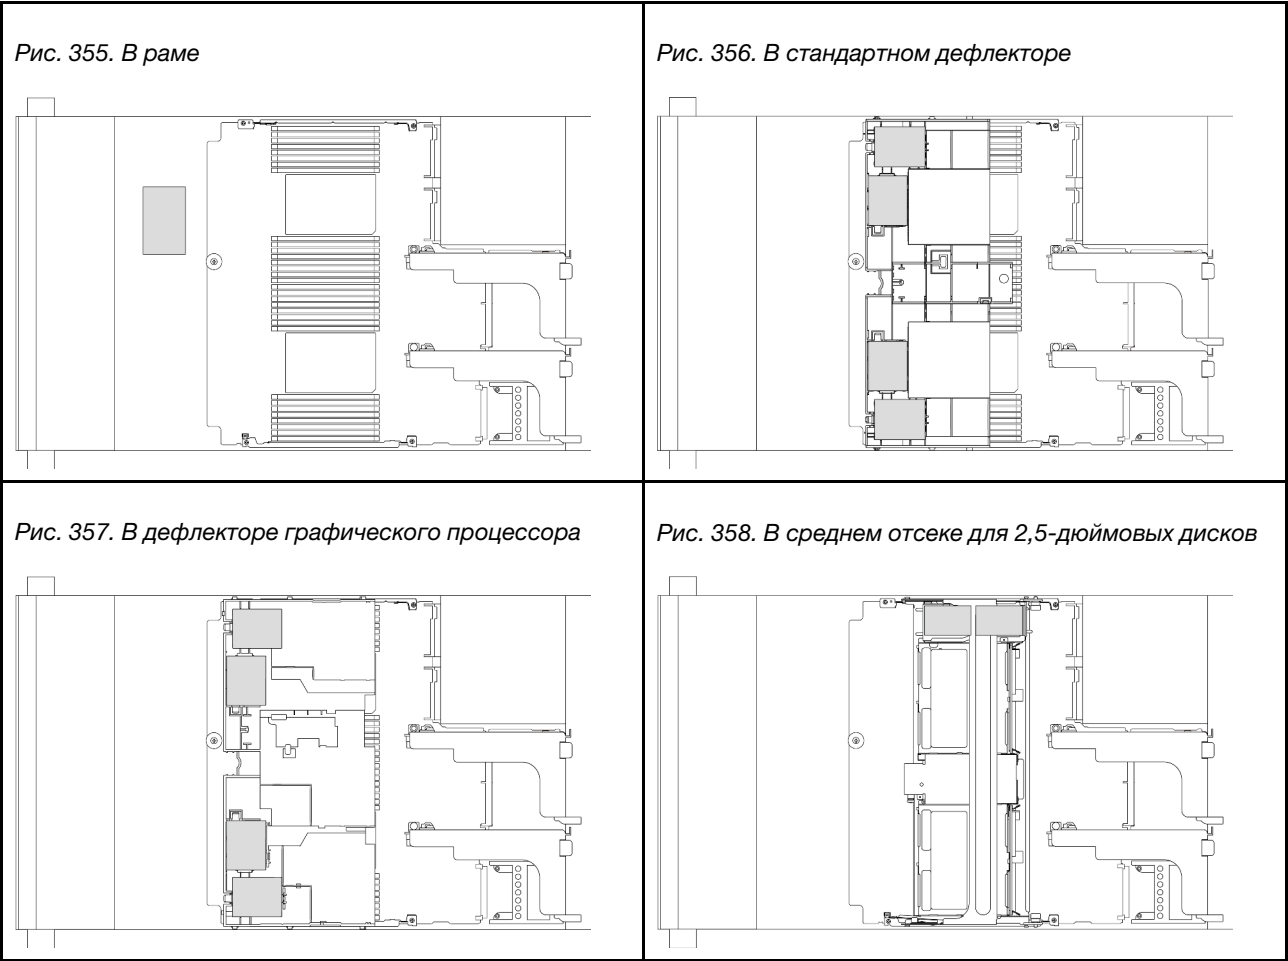 Рис. 355. В раме
Рис. 356. В стандартном дефлекторе
Рис. 357. В дефлекторе графического процессора
Рис. 358. В среднем отсеке для 2,5-дюймовых дисков